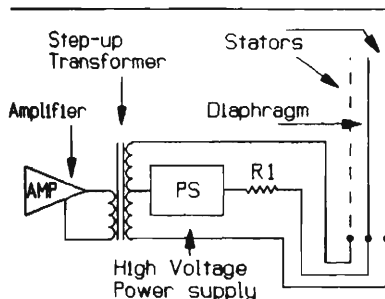 Step-up
Transformer
Stators
Amplifier
Diaphragm
AMP
PS
R1
High Voltage
Power supply